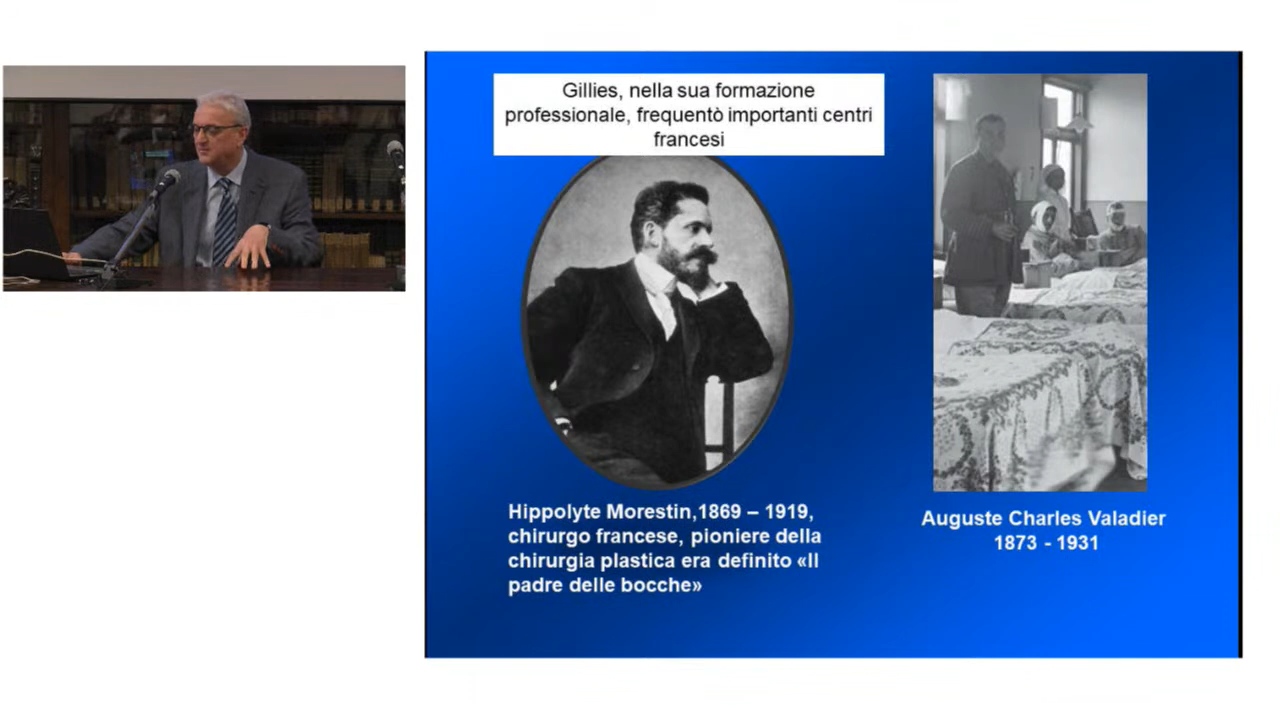 Gillies, nella sua formazione
professionale, frequentò importanti centri
francesi
Hippolyte Morestin,1869 – 1919,
chirurgo francese, pioniere della
chirurgia plastica era definito «Il
padre delle bocche»
Auguste Charles Valadier
1873 - 1931